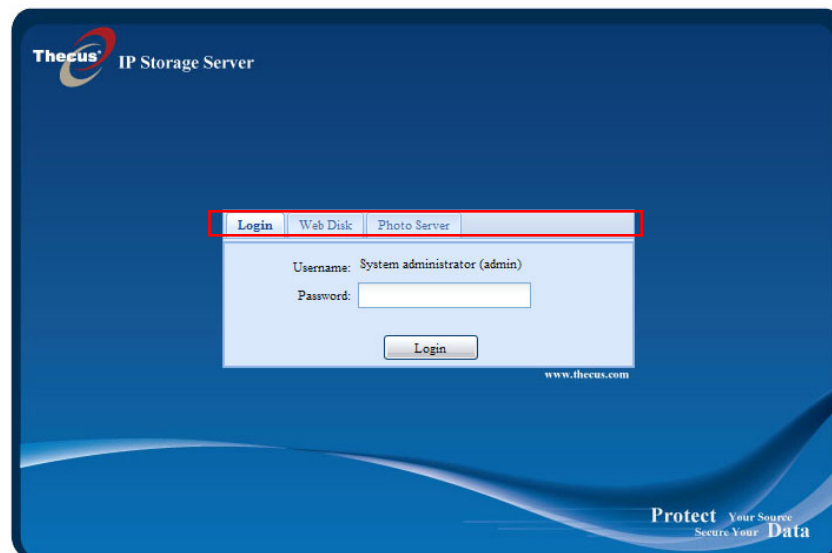 Thecus® IP Storage Server
Login Web Disk Photo Server
Username: System administrator (admin)
Password:
Login
www.thecus.com
Protect Your Source
Secure Your Data